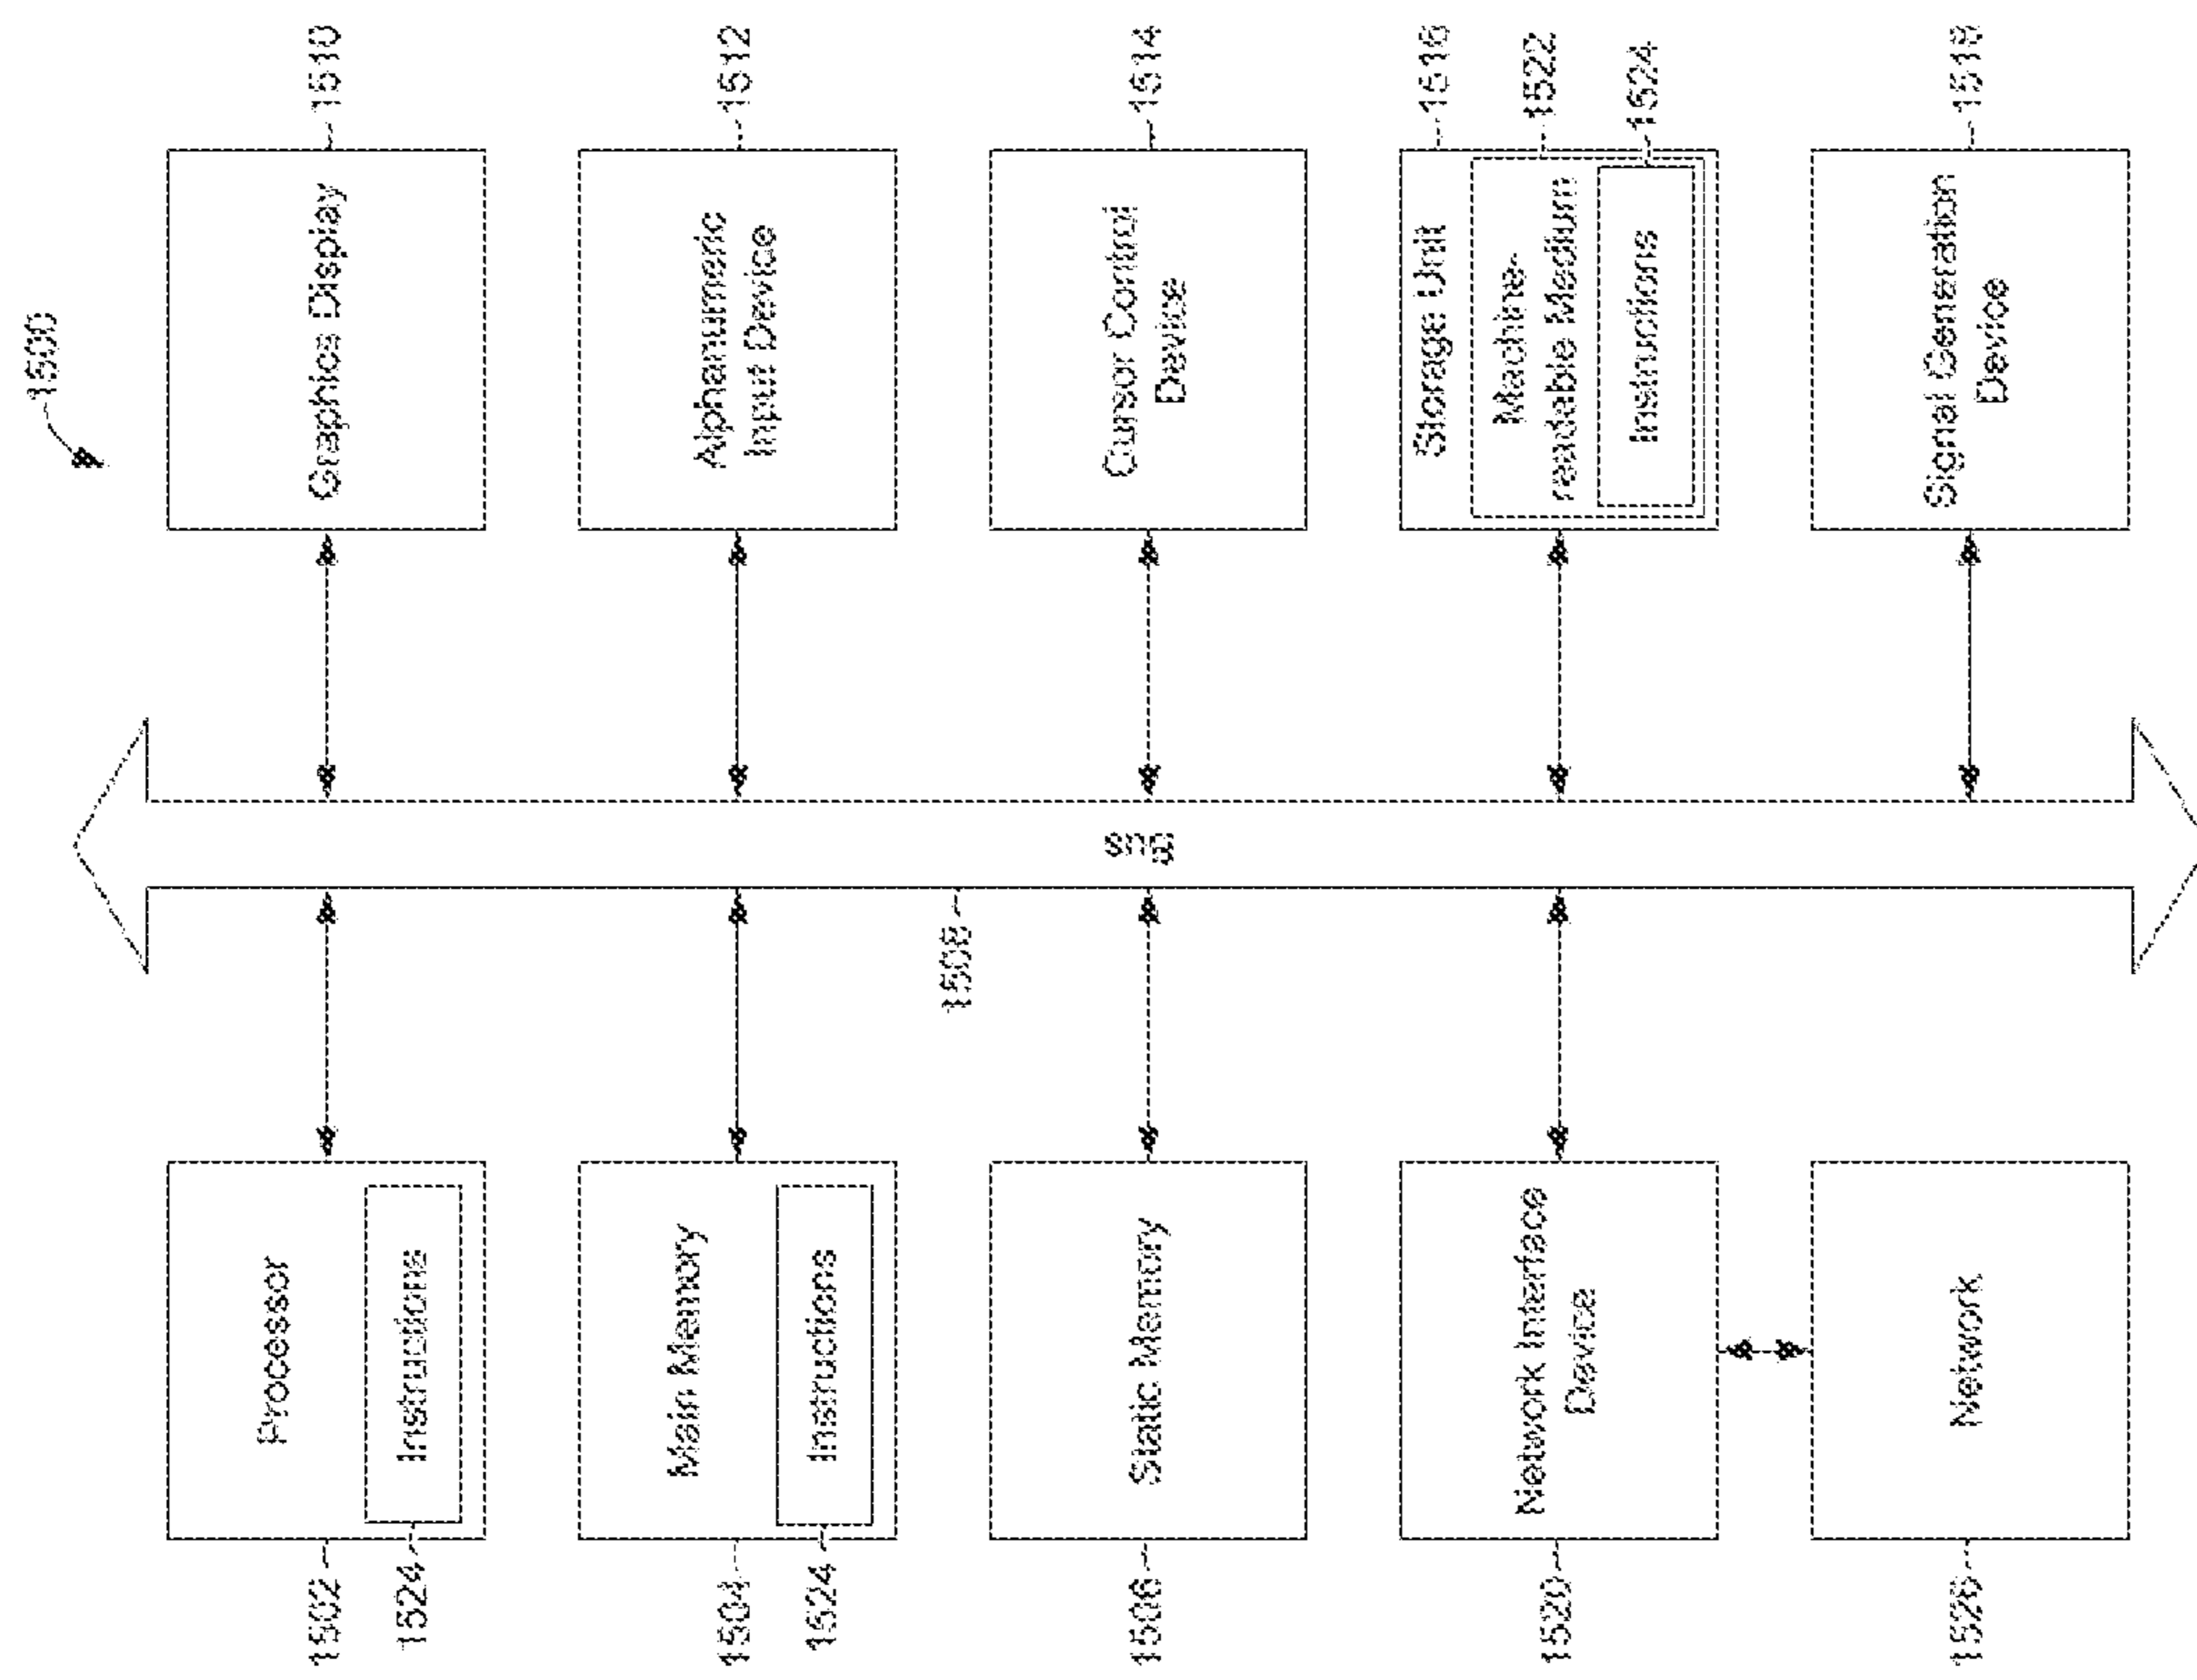 1500
1502
Processor
1524
Instructions
Graphics Display
1510
1504
Main Memory
1524
Instructions
Alphanumeric
Input Device
1512
1508
1506
Static Memory
Bus
Cursor Control
Device
1514
1520
Network Interface
Device
Storage Unit
1516
Machine-
readable Medium
1522
Instructions
1524
1526
Network
Signal Generation
Device
1518